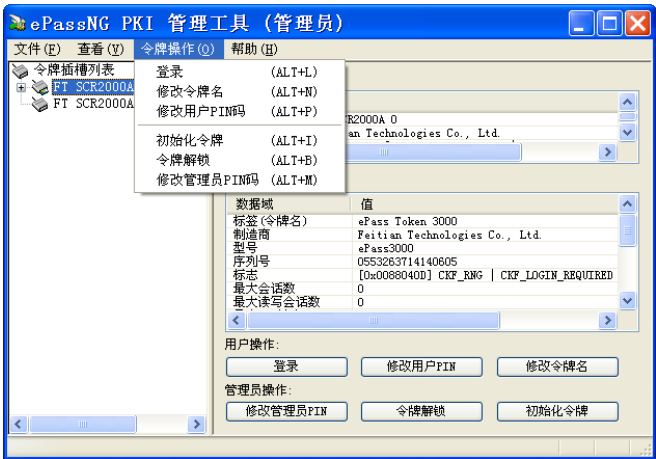 ePassNG PKI 管理工具 (管理员)
文件(F) 查看(V) 令牌操作(O) 帮助(H)
令牌插槽列表
FT SCR2000A
FT SCR2000A
登录 (ALT+L)
修改令牌名 (ALT+N)
修改用户PIN码 (ALT+P)
初始化令牌 (ALT+I)
令牌解锁 (ALT+B)
修改管理员PIN码 (ALT+M)
R2000A 0
an Technologies Co., Ltd.
数据域 值
标签(令牌名) ePass Token 3000
制造商 Feitian Technologies Co., Ltd.
型号 ePass3000
序列号 0553263714140605
标志 [0x0088040D] CKF_RNG | CKF_LOGIN_REQUIRED
最大会话数 0
最大读写会话数 0
用户操作:
登录 修改用户PIN 修改令牌名
管理员操作:
修改管理员PIN 令牌解锁 初始化令牌